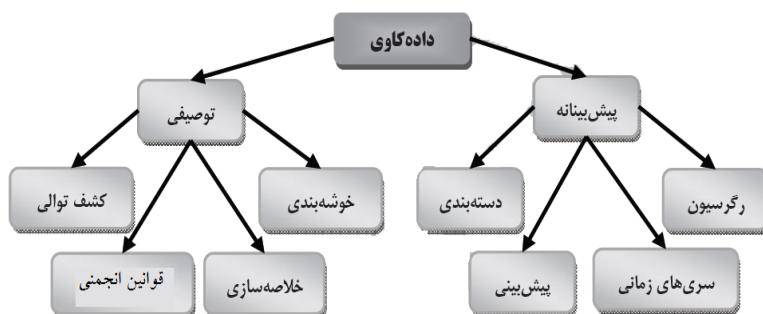 داده‌کاوی
پیش‌بینانه
توصیفی
رگرسیون
دسته‌بندی
خوشه‌بندی
کشف توالی
سری‌های زمانی
پیش‌بینی
خلاصه‌سازی
قوانین انجمنی